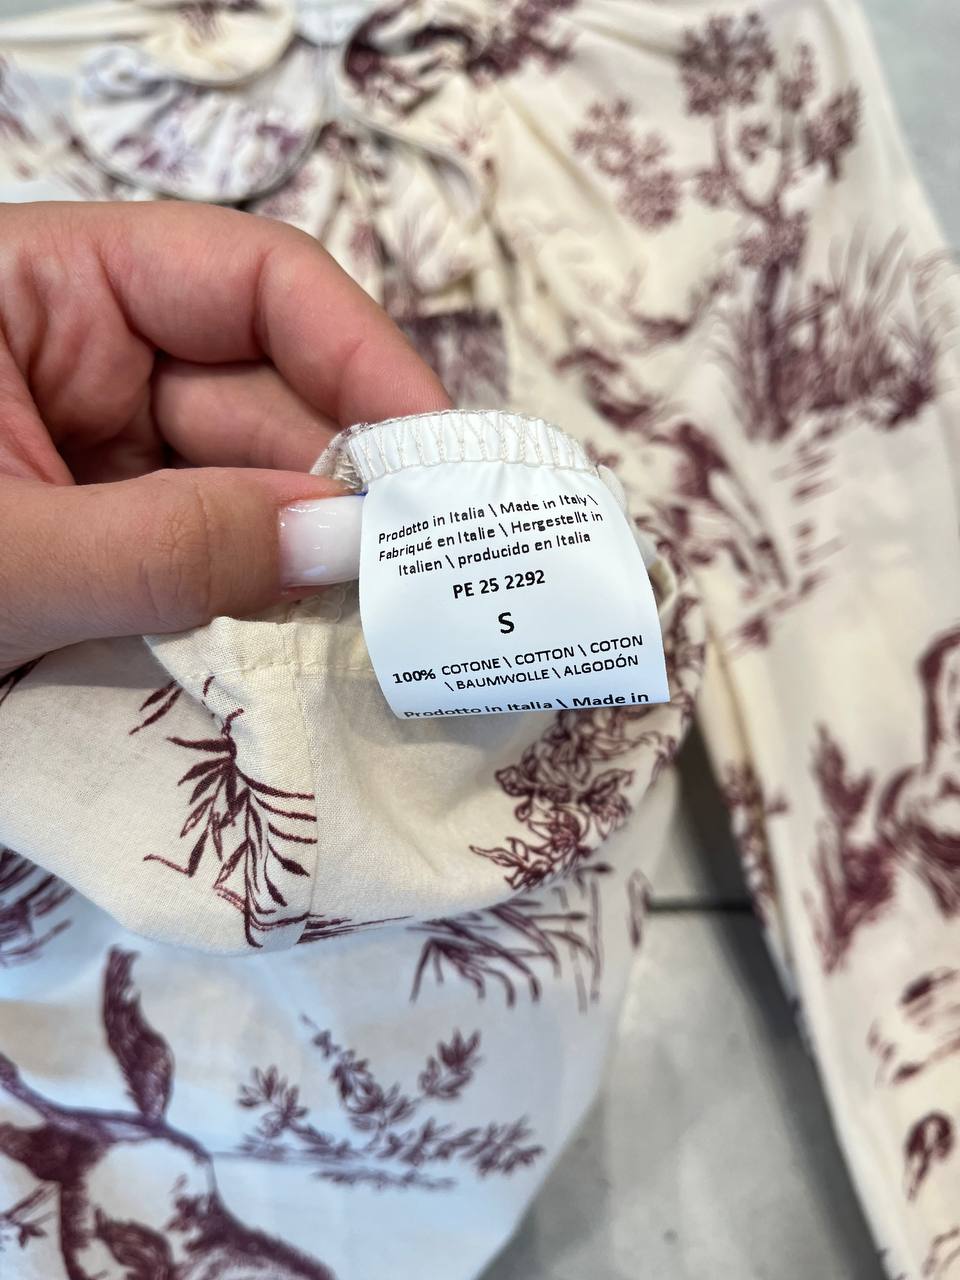 Prodotto in Italia \ Made in Italy \
Fabriqué en Italie \ Hergestellt in
Italien \ producido en Italia
PE 25 2292
S
100% COTONE \ COTTON \ COTON
\ BAUMWOLLE \ ALGODÓN
Prodotto in Italia \ Made in